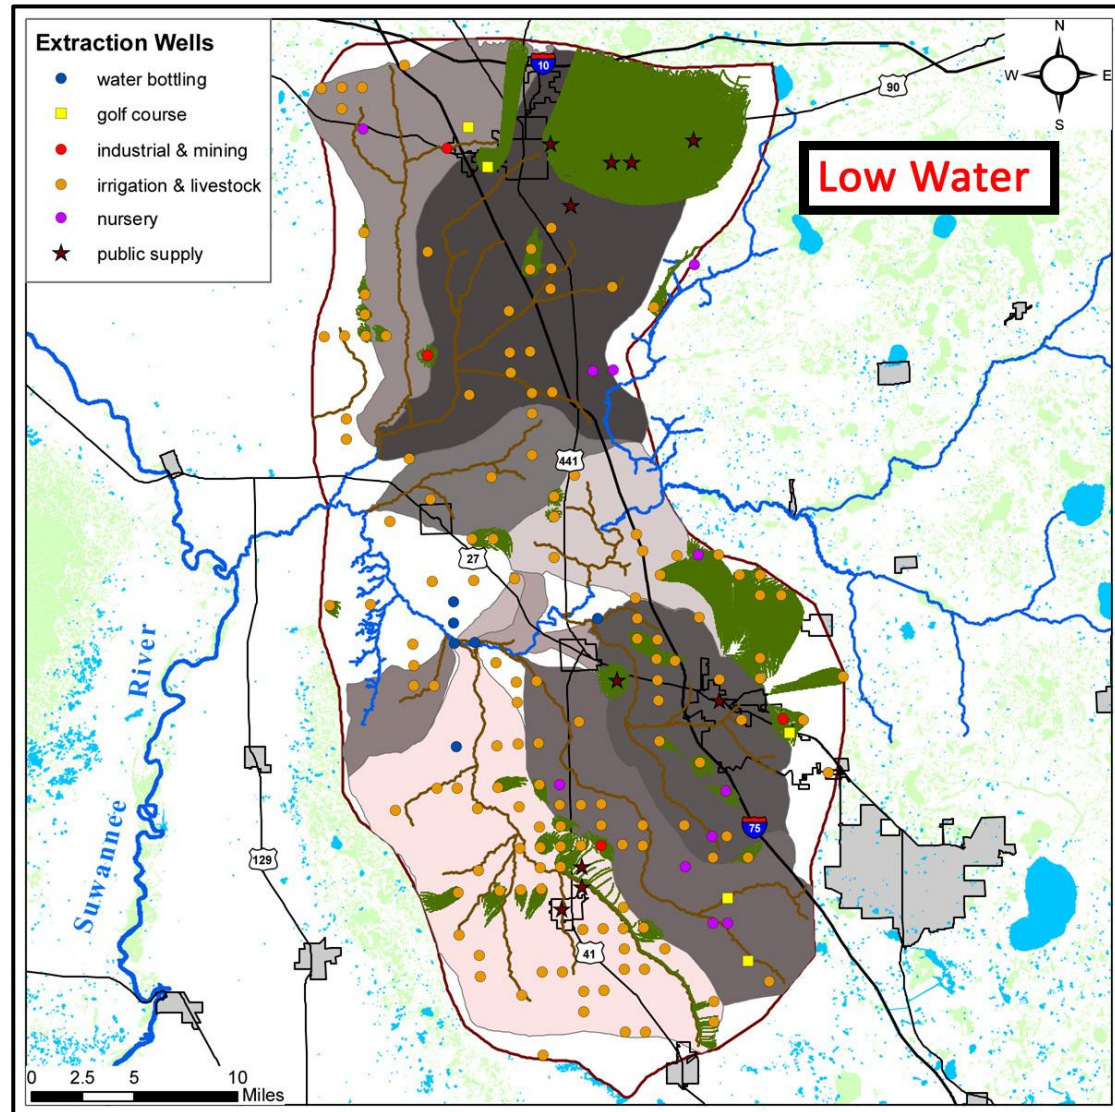 Extraction Wells
water bottling
golf course
industrial & mining
irrigation & livestock
nursery
public supply
10
90
N
W E
S
Low Water
441
27
Suwannee River
129
75
41
0 2.5 5 10
Miles